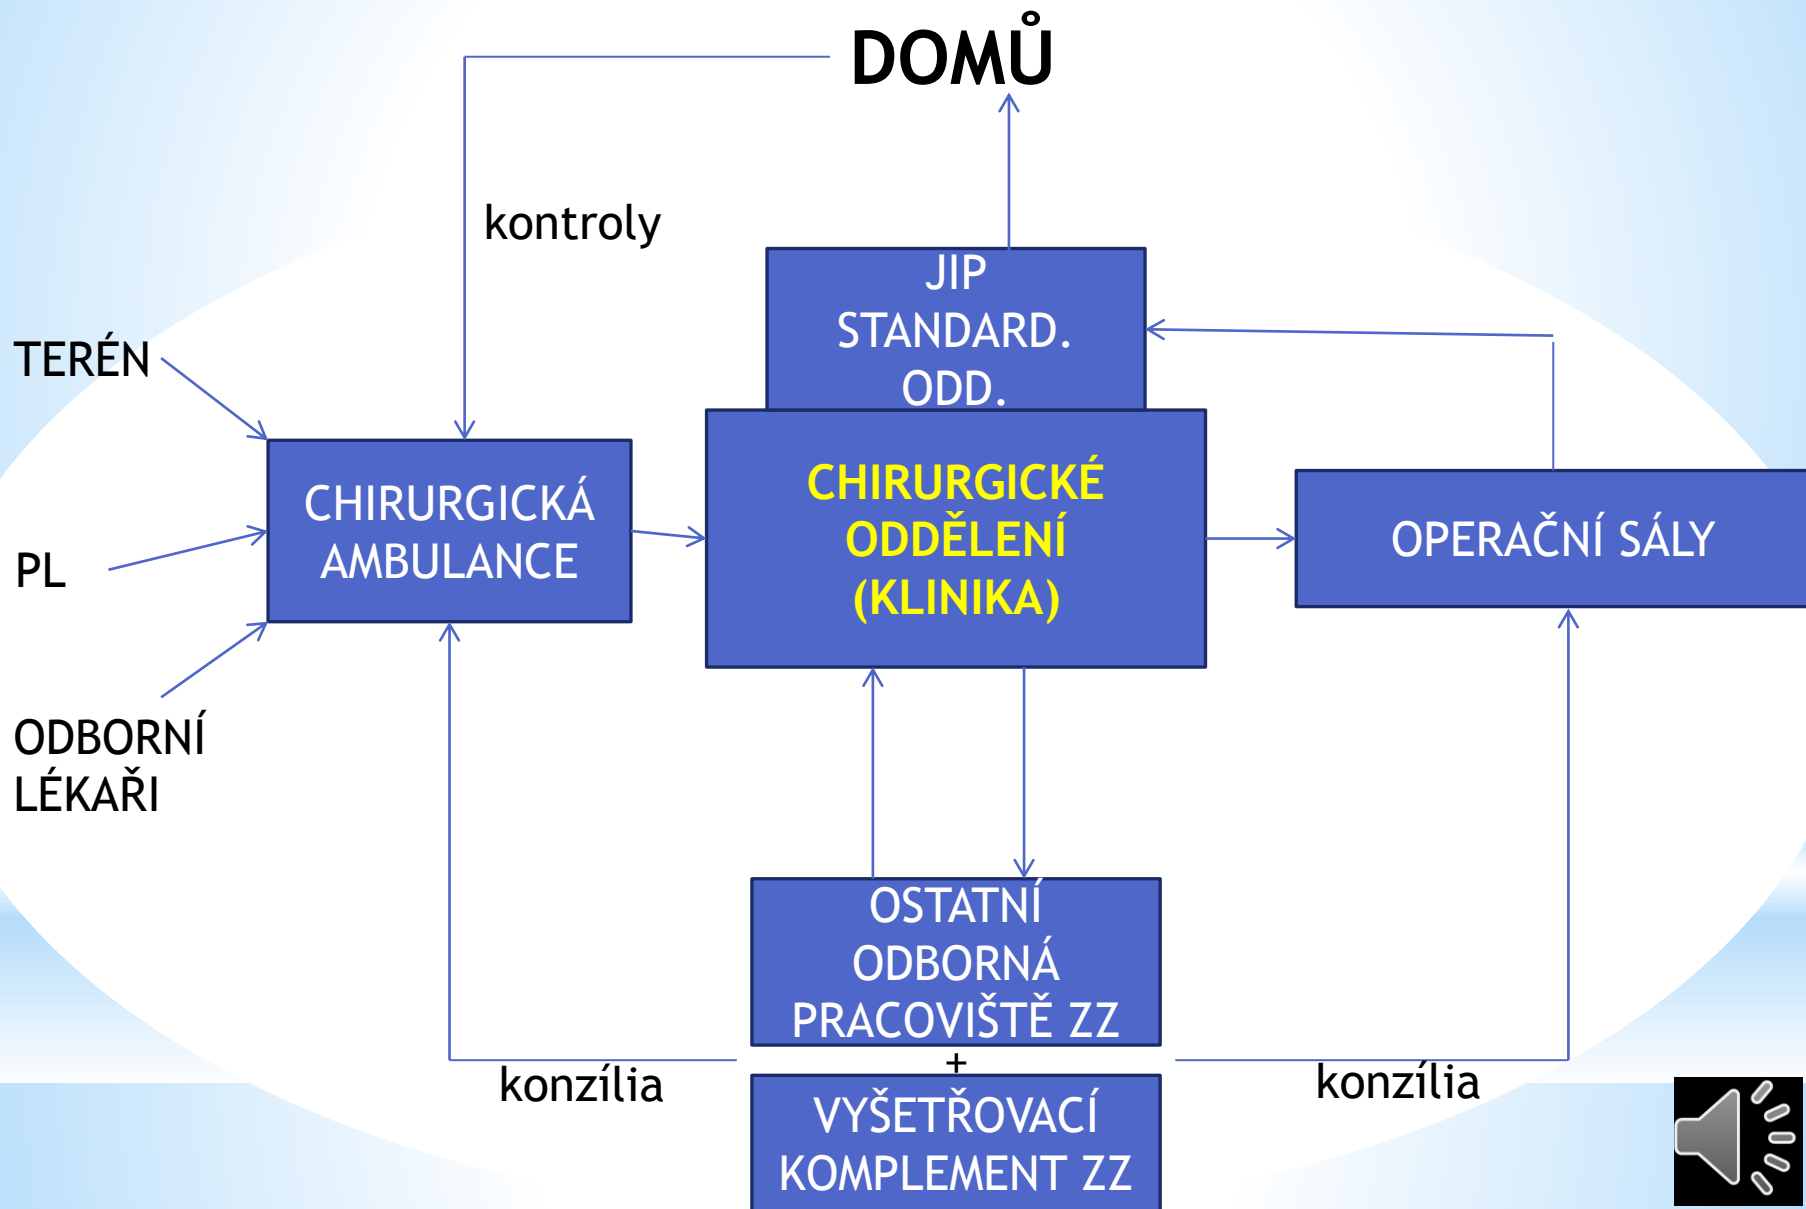 DOMŮ
kontroly
JIP
STANDARD.
ODD.
TERÉN
CHIRURGICKÁ
AMBULANCE
CHIRURGICKÉ
ODDĚLENÍ
(KLINIKA)
OPERAČNÍ SÁLY
PL
ODBORNÍ
LÉKAŘI
OSTATNÍ
ODBORNÁ
PRACOVIŠTĚ ZZ
+
konzília
konzília
VYŠETŘOVACÍ
KOMPLEMENT ZZ